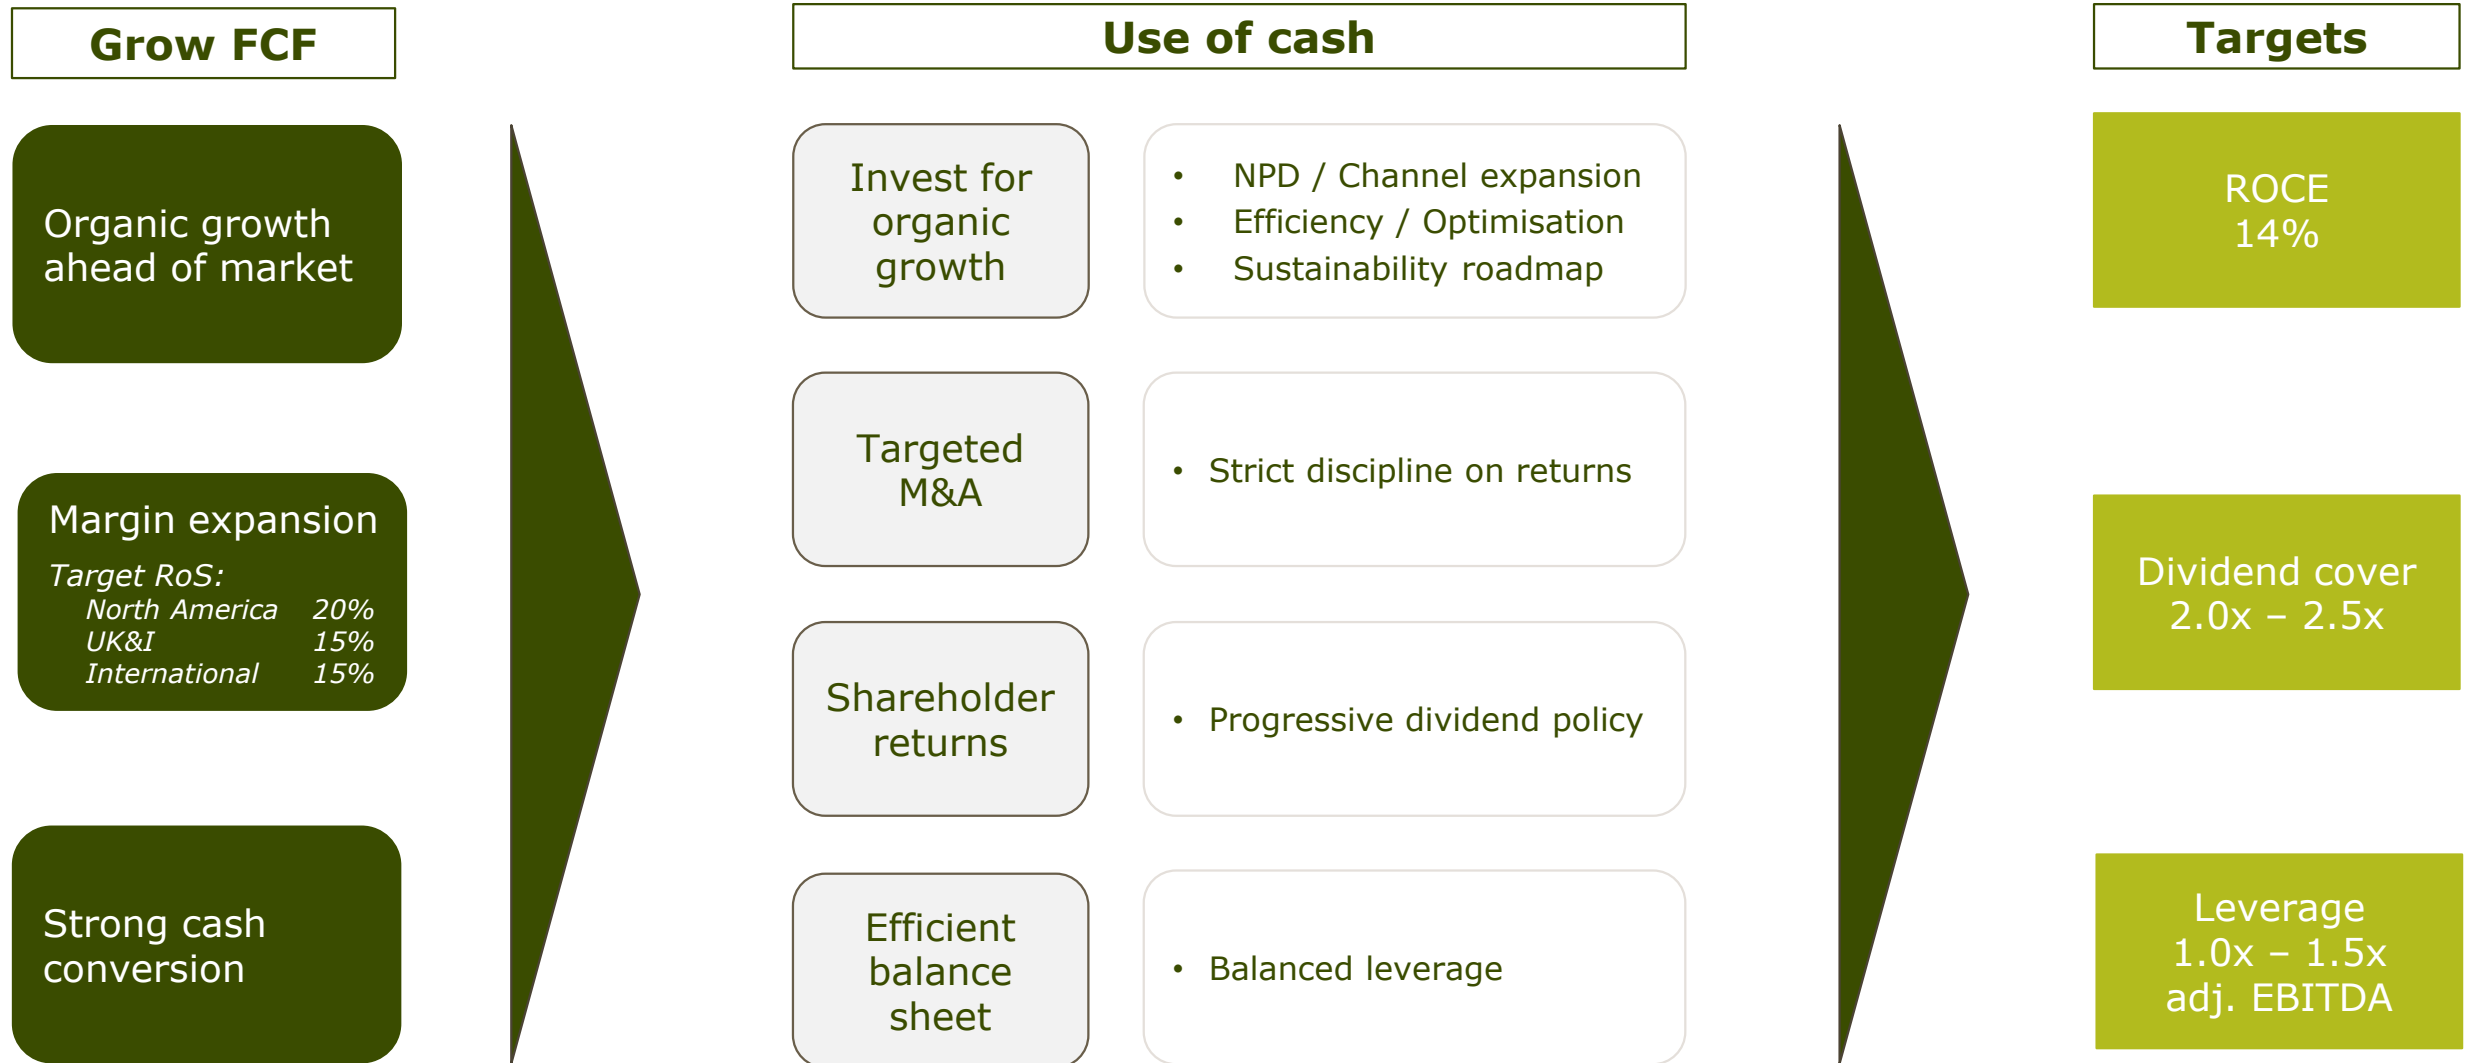 Grow FCF
Organic growth
ahead of market
Margin expansion
Target RoS:
North America 20%
UK&I 15%
International 15%
Strong cash
conversion
Use of cash
Invest for
organic
growth
• NPD / Channel expansion
• Efficiency / Optimisation
• Sustainability roadmap
Targeted
M&A
• Strict discipline on returns
Shareholder
returns
• Progressive dividend policy
Efficient
balance
sheet
• Balanced leverage
Targets
ROCE
14%
Dividend cover
2.0x – 2.5x
Leverage
1.0x – 1.5x
adj. EBITDA